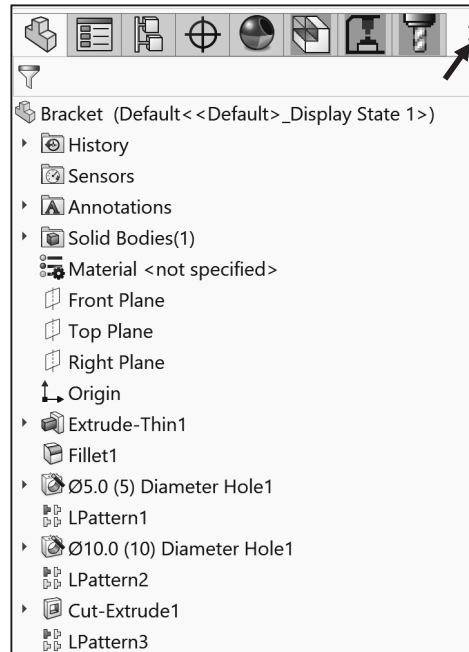 Bracket (Default<<Default>_Display State 1>)
History
Sensors
Annotations
Solid Bodies(1)
Material <not specified>
Front Plane
Top Plane
Right Plane
Origin
Extrude-Thin1
Fillet1
Ø5.0 (5) Diameter Hole1
LPattern1
Ø10.0 (10) Diameter Hole1
LPattern2
Cut-Extrude1
LPattern3